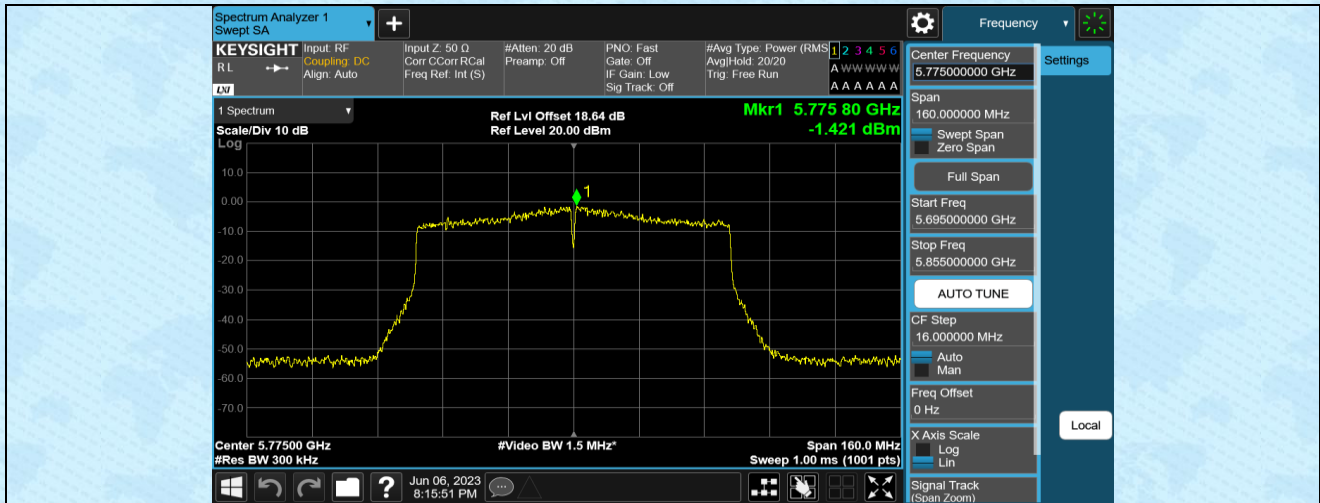 Spectrum Analyzer 1
Swept SA
Frequency
KEYSIGHT
RL
LXI
Input: RF
Coupling: DC
Align: Auto
Input Z: 50 Ω
Corr CCorr RCal
Freq Ref: Int (S)
#Atten: 20 dB
Preamp: Off
PNO: Fast
Gate: Off
IF Gain: Low
Sig Track: Off
#Avg Type: Power (RMS
Avg|Hold: 20/20
Trig: Free Run
1 2 3 4 5 6
A W W W W W
A A A A A A
1 Spectrum
Scale/Div 10 dB
Ref Lvl Offset 18.64 dB
Ref Level 20.00 dBm
Mkr1 5.775 80 GHz
-1.421 dBm
Log
10.0
0.00
-10.0
-20.0
-30.0
-40.0
-50.0
-60.0
-70.0
1
Center 5.77500 GHz
#Res BW 300 kHz
#Video BW 1.5 MHz*
Span 160.0 MHz
Sweep 1.00 ms (1001 pts)
Jun 06, 2023
8:15:51 PM
Center Frequency
5.775000000 GHz
Settings
Span
160.000000 MHz
Swept Span
Zero Span
Full Span
Start Freq
5.695000000 GHz
Stop Freq
5.855000000 GHz
AUTO TUNE
CF Step
16.000000 MHz
Auto
Man
Freq Offset
0 Hz
X Axis Scale
Log
Lin
Local
Signal Track
(Span Zoom)